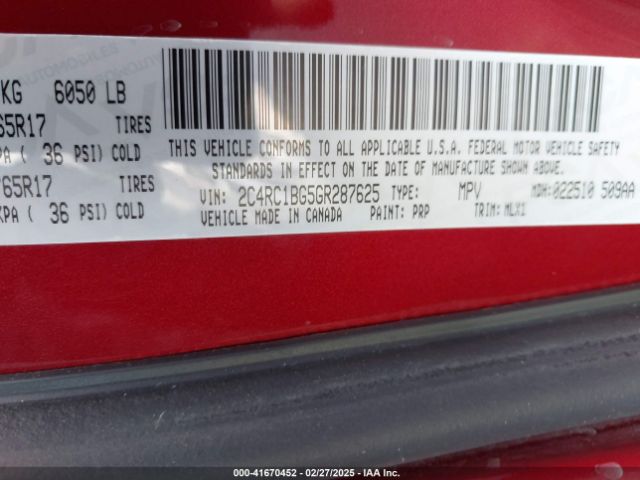 AUTOMOBILES
KG 6050 LB
65R17 TIRES
PA ( 36 PSI) COLD
65R17 TIRES
KPA ( 36 PSI) COLD
THIS VEHICLE CONFORMS TO ALL APPLICABLE U.S.A. FEDERAL MOTOR VEHICLE SAFETY
STANDARDS IN EFFECT ON THE DATE OF MANUFACTURE SHOWN ABOVE.
VIN: 2C4RC1BG5GR287625 TYPE: MPV MDH: 022510 509AA
VEHICLE MADE IN CANADA PAINT: PRP TRIM: MLX1
000-41670452 | 02/27/2025 | IAA Inc.